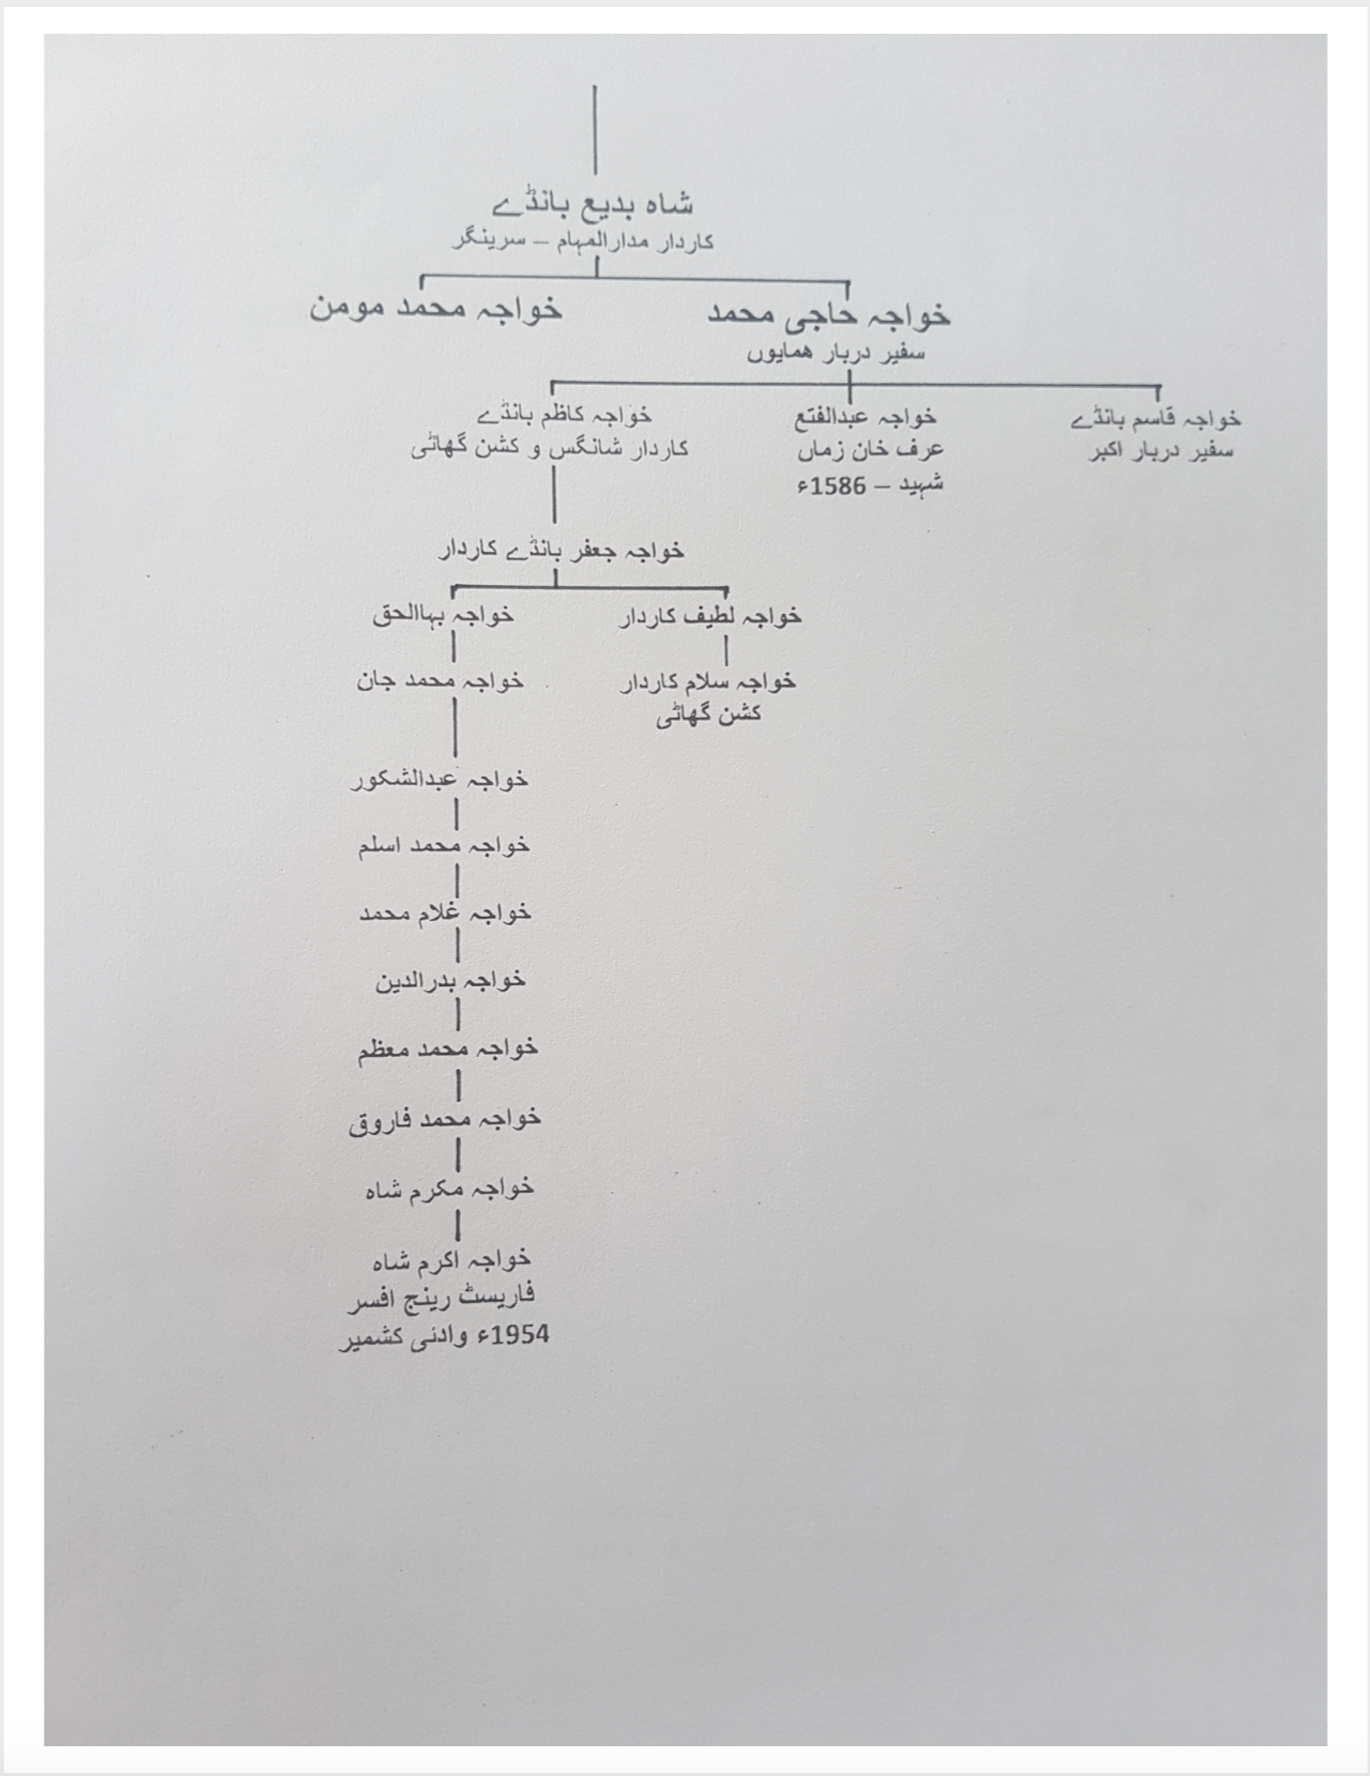 شاہ بدیع بانڈے
کاردار مدارالمہام – سرینگر
خواجہ حاجی محمد
سفیر دربار همایوں
خواجہ محمد مومن
خواجہ قاسم بانڈے
سفیر دربار اکبر
خواجہ عبدالفتع
عرف خان زماں
شہید – 1586ء
خواجہ کاظم بانڈے
کاردار شانگس و کشن گھاٹی
خواجہ جعفر بانڈے کاردار
خواجہ لطیف کاردار
خواجہ بہاالحق
خواجہ سلام کاردار
کشن گھاٹی
خواجہ محمد جان
خواجہ عبدالشکور
خواجہ محمد اسلم
خواجہ غلام محمد
خواجہ بدرالدین
خواجہ محمد معظم
خواجہ محمد فاروق
خواجہ مکرم شاہ
خواجہ اکرم شاہ
فاریسٹ رینج افسر
1954ء وادئی کشمیر